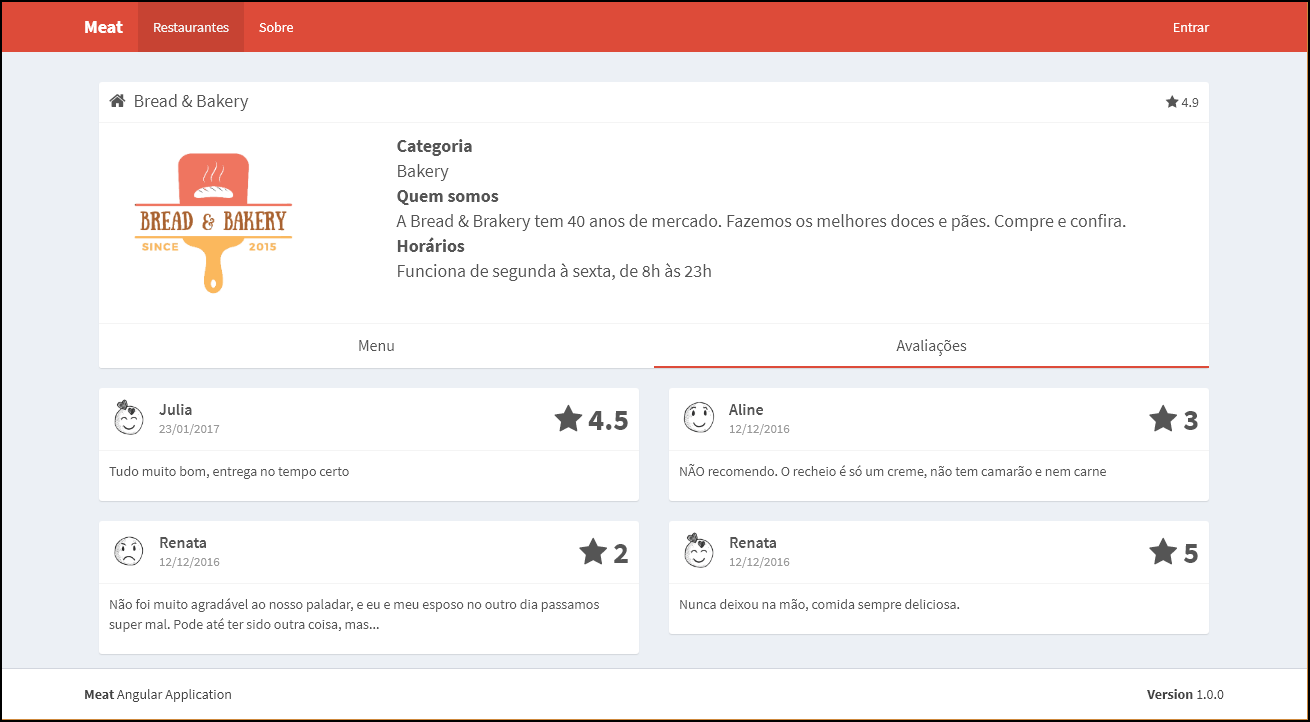 Meat Restaurantes Sobre Entrar
Bread & Bakery 4.9
BREAD & BAKERY
SINCE 2015
Categoria
Bakery
Quem somos
A Bread & Brakery tem 40 anos de mercado. Fazemos os melhores doces e pães. Compre e confira.
Horários
Funciona de segunda à sexta, de 8h às 23h
Menu Avaliações
Julia
23/01/2017
4.5
Tudo muito bom, entrega no tempo certo
Aline
12/12/2016
3
NÃO recomendo. O recheio é só um creme, não tem camarão e nem carne
Renata
12/12/2016
2
Não foi muito agradável ao nosso paladar, e eu e meu esposo no outro dia passamos
super mal. Pode até ter sido outra coisa, mas...
Renata
12/12/2016
5
Nunca deixou na mão, comida sempre deliciosa.
Meat Angular Application Version 1.0.0